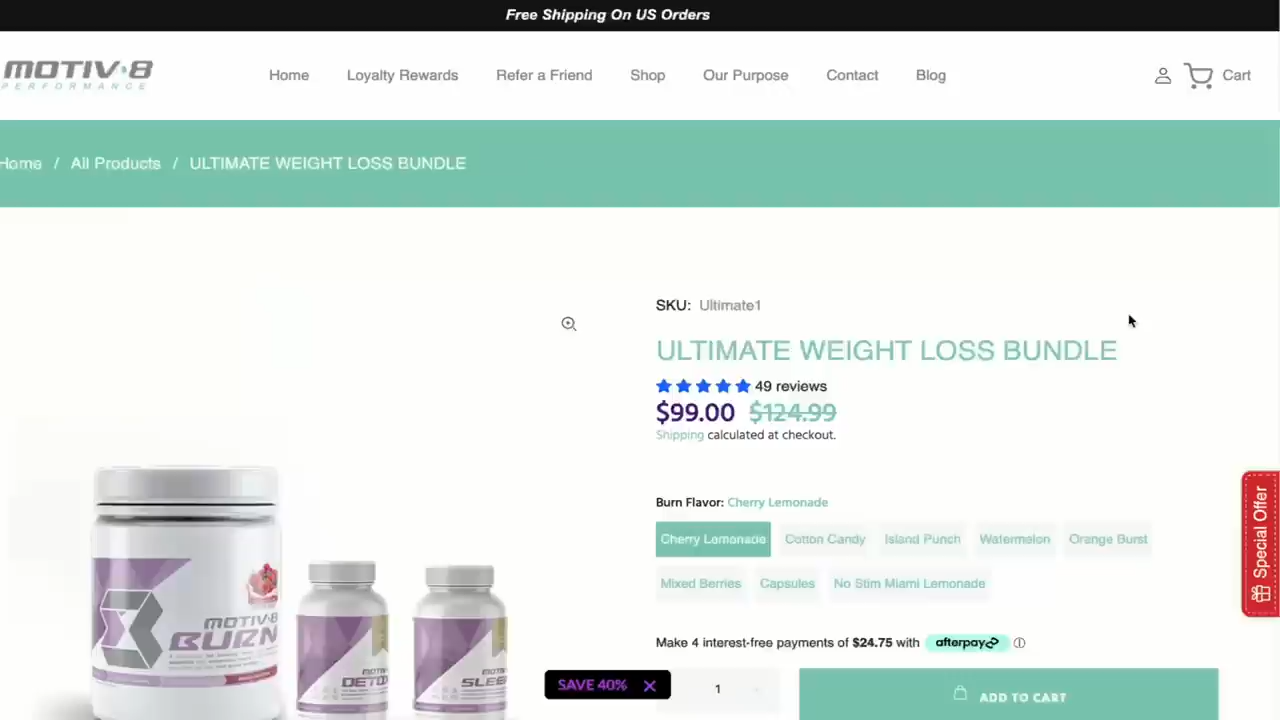 Free Shipping On US Orders
MOTIV·8
PERFORMANCE
Home
Loyalty Rewards
Refer a Friend
Shop
Our Purpose
Contact
Blog
Cart
Home / All Products / ULTIMATE WEIGHT LOSS BUNDLE
SKU: Ultimate1
ULTIMATE WEIGHT LOSS BUNDLE
49 reviews
$99.00 $124.99
Shipping calculated at checkout.
Burn Flavor: Cherry Lemonade
Cherry Lemonade Cotton Candy Island Punch Watermelon Orange Burst
Mixed Berries Capsules No Stim Miami Lemonade
Make 4 interest-free payments of $24.75 with afterpay
1
ADD TO CART
SAVE 40%
Special Offer
MOTIV·8
BURN
MOTIV
DETO
MOTIV
SLEE